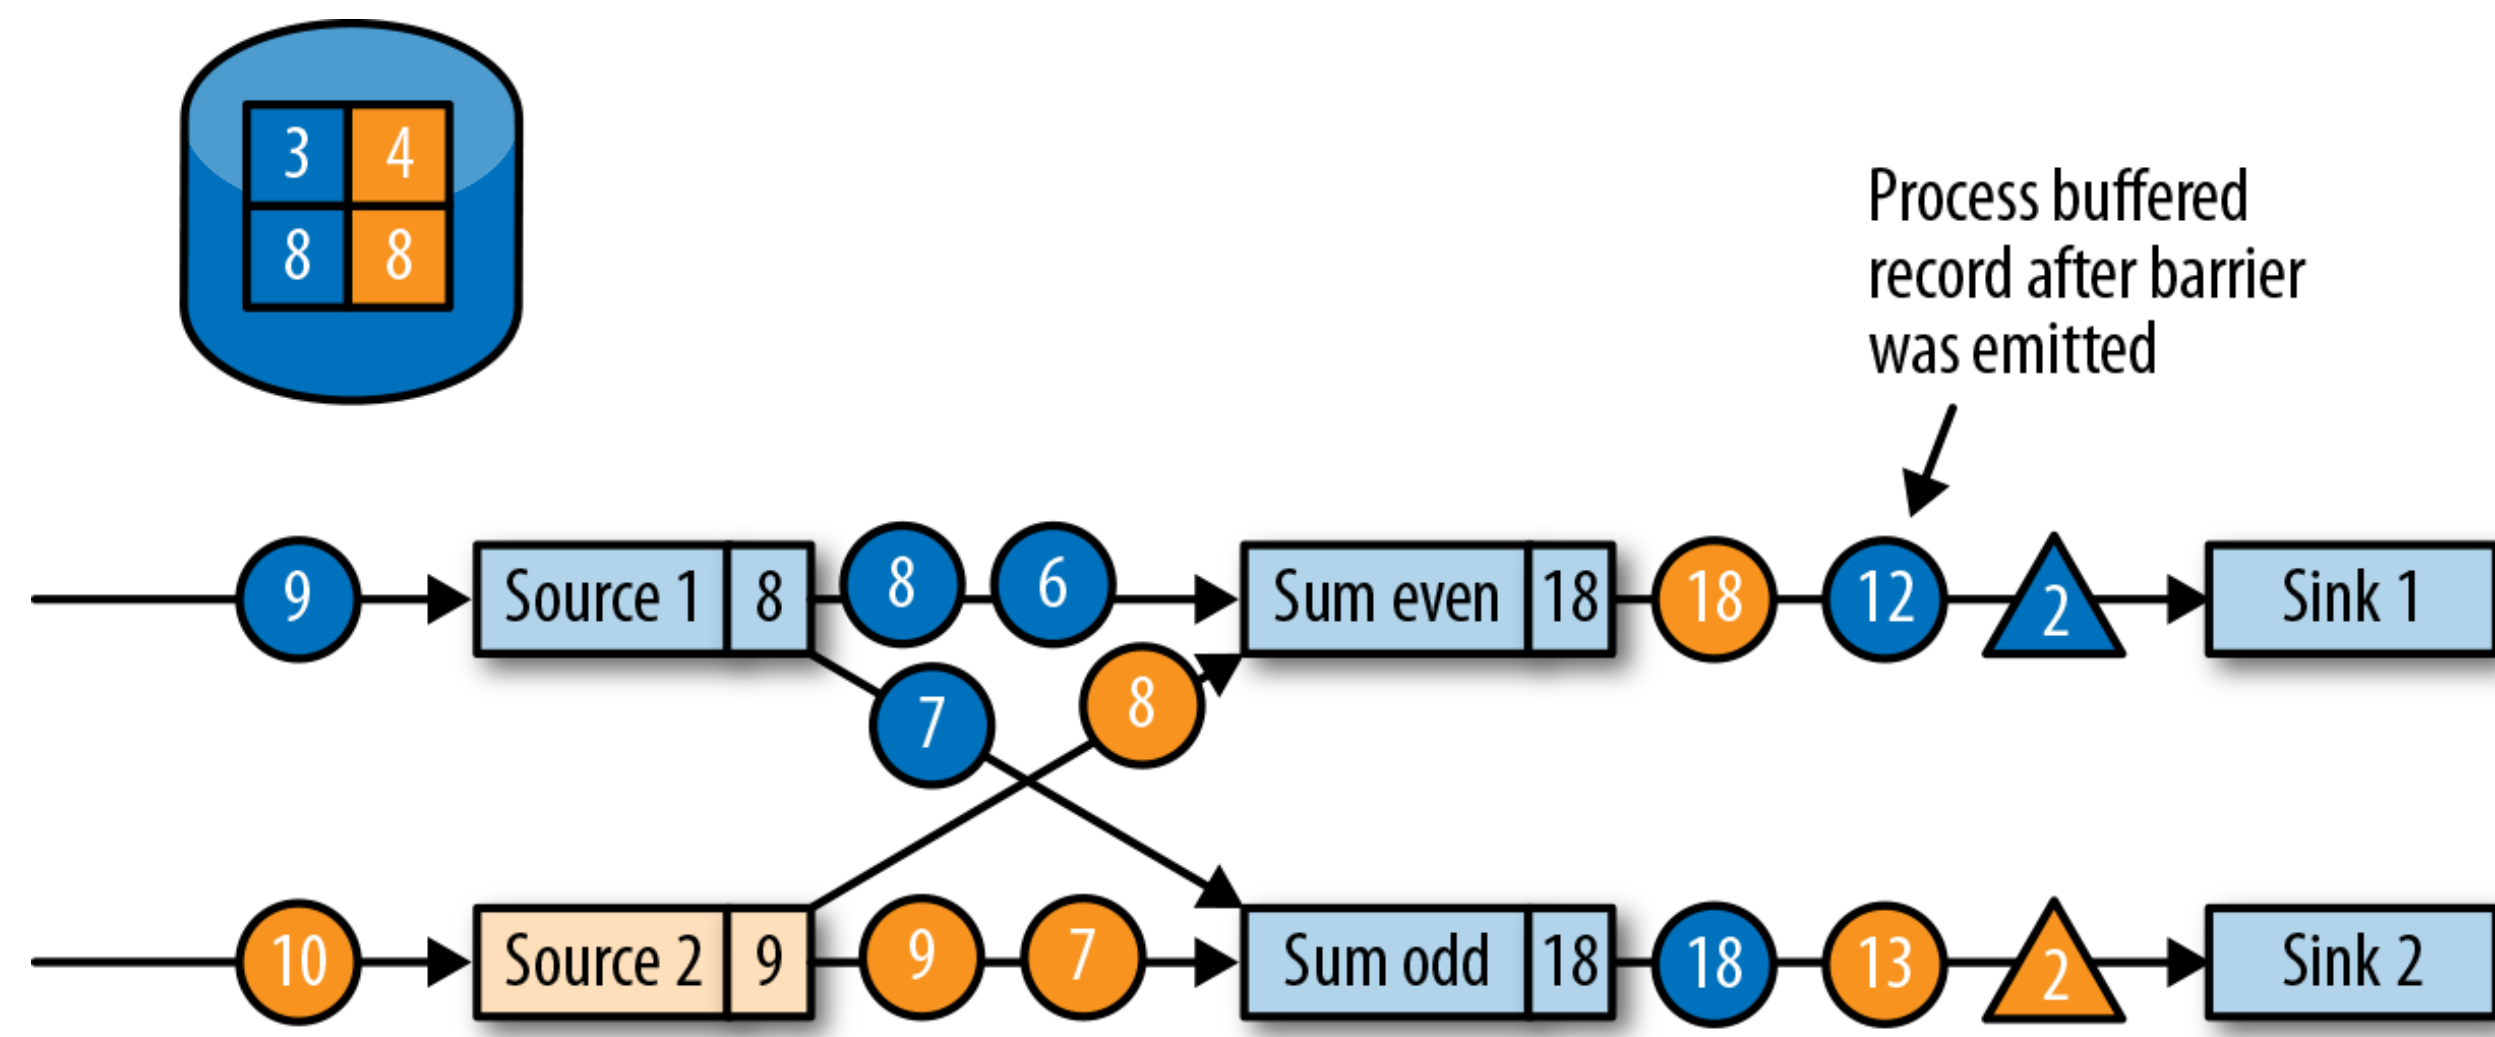 3 4
8 8
Process buffered
record after barrier
was emitted
9 Source 1 8 8 6 Sum even 18 18 12 2 Sink 1
7 8
10 Source 2 9 9 7 Sum odd 18 18 13 2 Sink 2